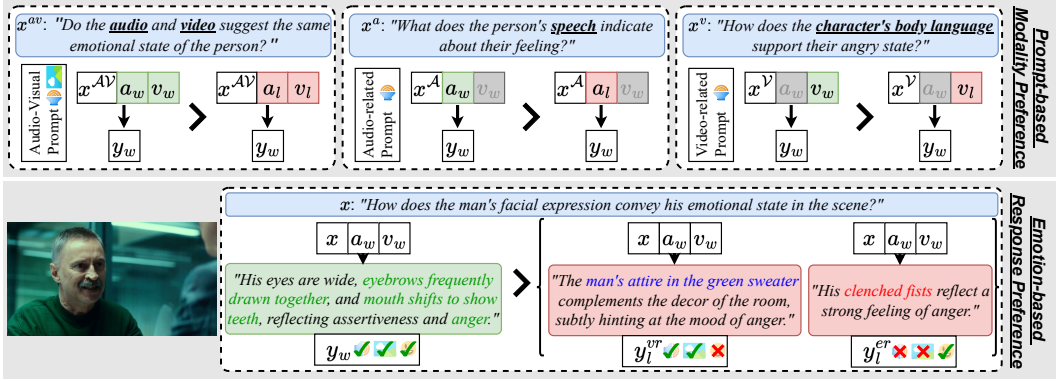 x^{av}: "Do the audio and video suggest the same
emotional state of the person? "
Audio-Visual
Prompt
x^{AV} a_w v_w > x^{AV} a_l v_l
y_w y_w
x^a: "What does the person's speech indicate
about their feeling?"
Audio-related
Prompt
x^A a_w v_w > x^A a_l v_w
y_w y_w
x^v: "How does the character's body language
support their angry state?"
Video-related
Prompt
x^V a_w v_w > x^V a_w v_l
y_w y_w
Prompt-based
Modality Preference
x: "How does the man's facial expression convey his emotional state in the scene?"
x a_w v_w
"His eyes are wide, eyebrows frequently
drawn together, and mouth shifts to show
teeth, reflecting assertiveness and anger."
y_w
>
x a_w v_w
"The man's attire in the green sweater
complements the decor of the room,
subtly hinting at the mood of anger."
y_l^{vr}
x a_w v_w
"His clenched fists reflect a
strong feeling of anger."
y_l^{er}
Emotion-based
Response Preference